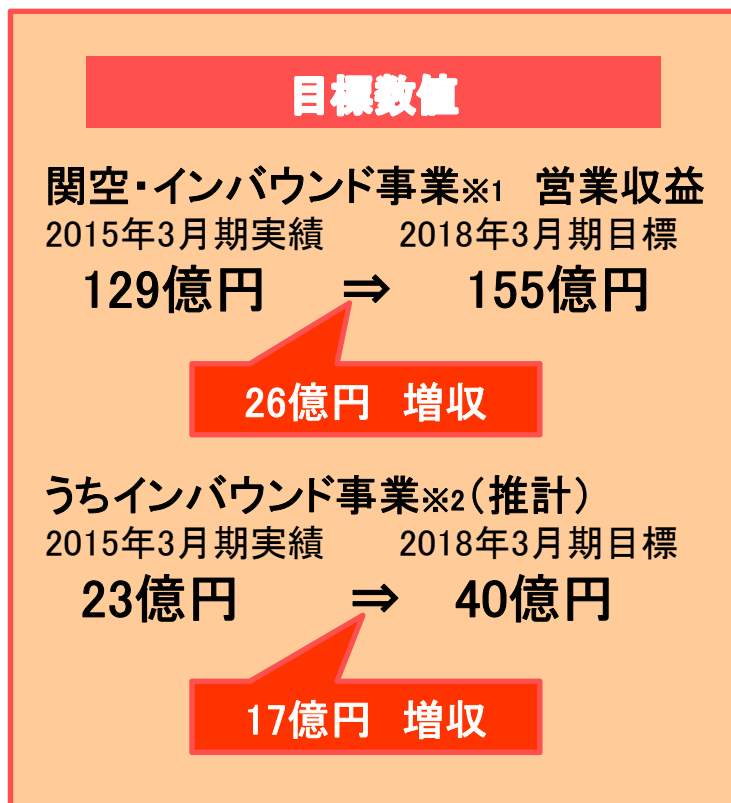 目標数値
関空・インバウンド事業※1　営業収益
2015年3月期実績　2018年3月期目標
129億円　⇒　155億円
26億円　増収
うちインバウンド事業※2（推計）
2015年3月期実績　2018年3月期目標
23億円　⇒　40億円
17億円　増収